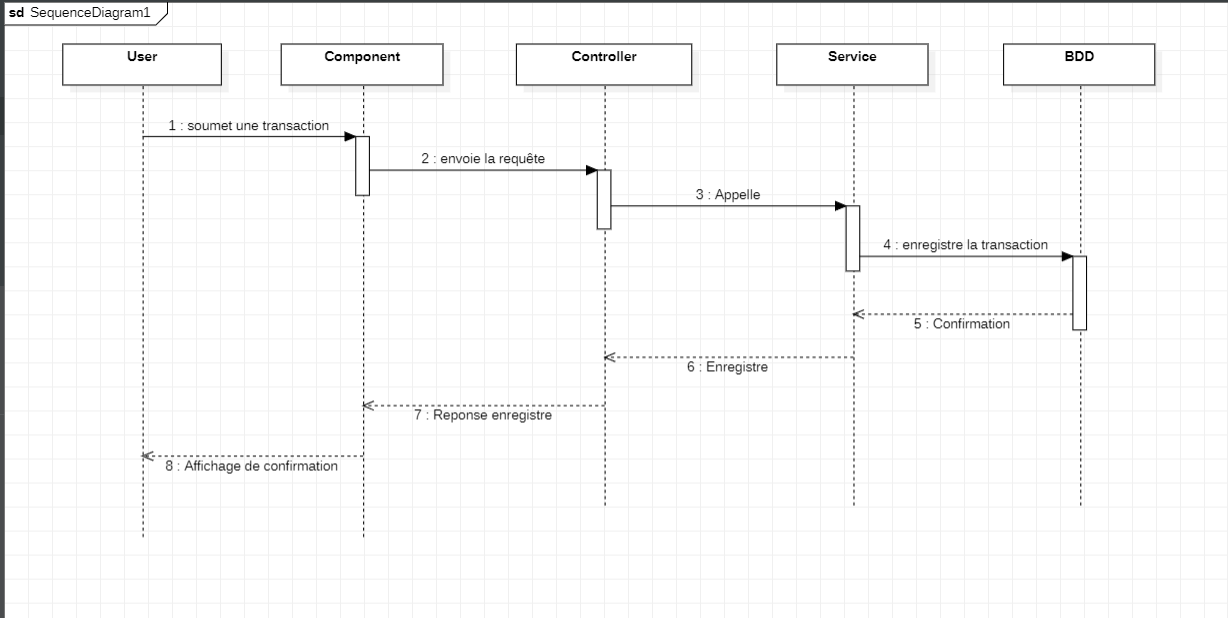 sd SequenceDiagram1
User
Component
Controller
Service
BDD
1 : soumet une transaction
2 : envoie la requête
3 : Appelle
4 : enregistre la transaction
5 : Confirmation
6 : Enregistre
7 : Reponse enregistre
8 : Affichage de confirmation